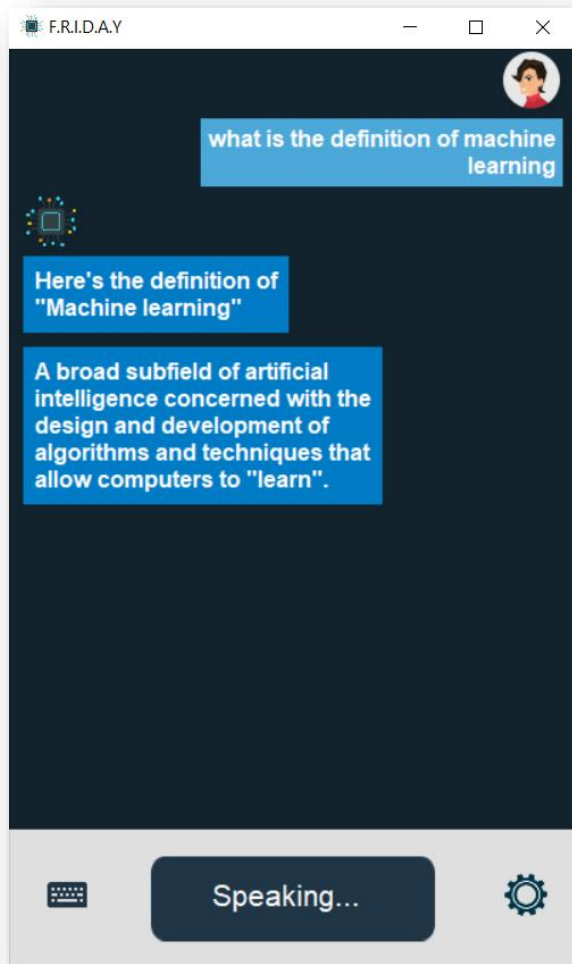 F.R.I.D.A.Y
what is the definition of machine
learning
Here's the definition of
"Machine learning"
A broad subfield of artificial
intelligence concerned with the
design and development of
algorithms and techniques that
allow computers to "learn".
Speaking...